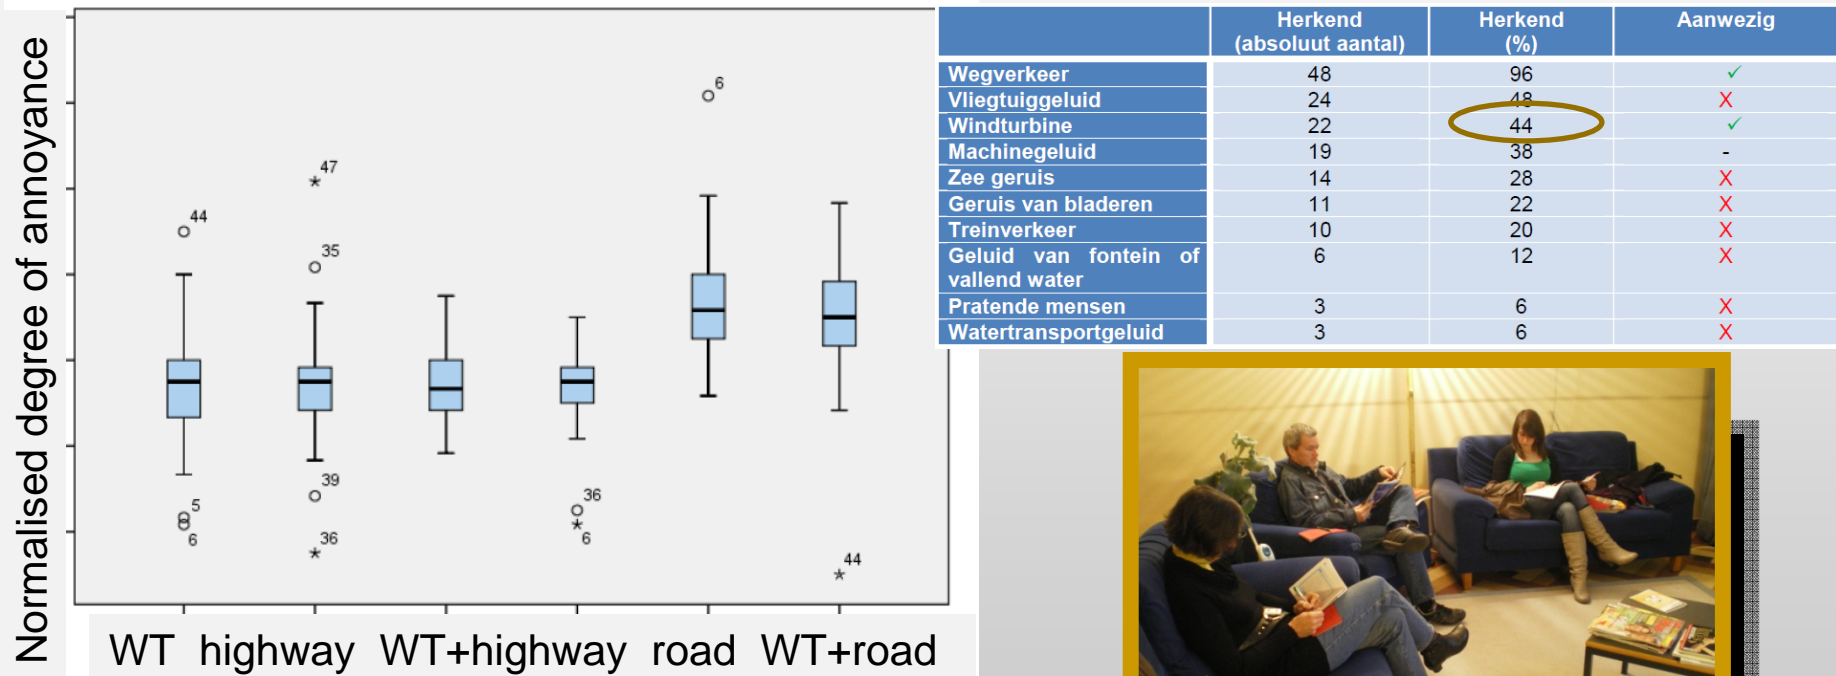 Normalised degree of annoyance
6
47
44
35
39
5
36
36
6
6
44
WT highway WT+highway road WT+road
Herkend (absoluut aantal) Herkend (%) Aanwezig
Wegverkeer 48 96 ✓
Vliegtuiggeluid 24 48 X
Windturbine 22 44 ✓
Machinegeluid 19 38 -
Zee geruis 14 28 X
Geruis van bladeren 11 22 X
Treinverkeer 10 20 X
Geluid van fontein of 6 12 X
vallend water
Pratende mensen 3 6 X
Watertransportgeluid 3 6 X